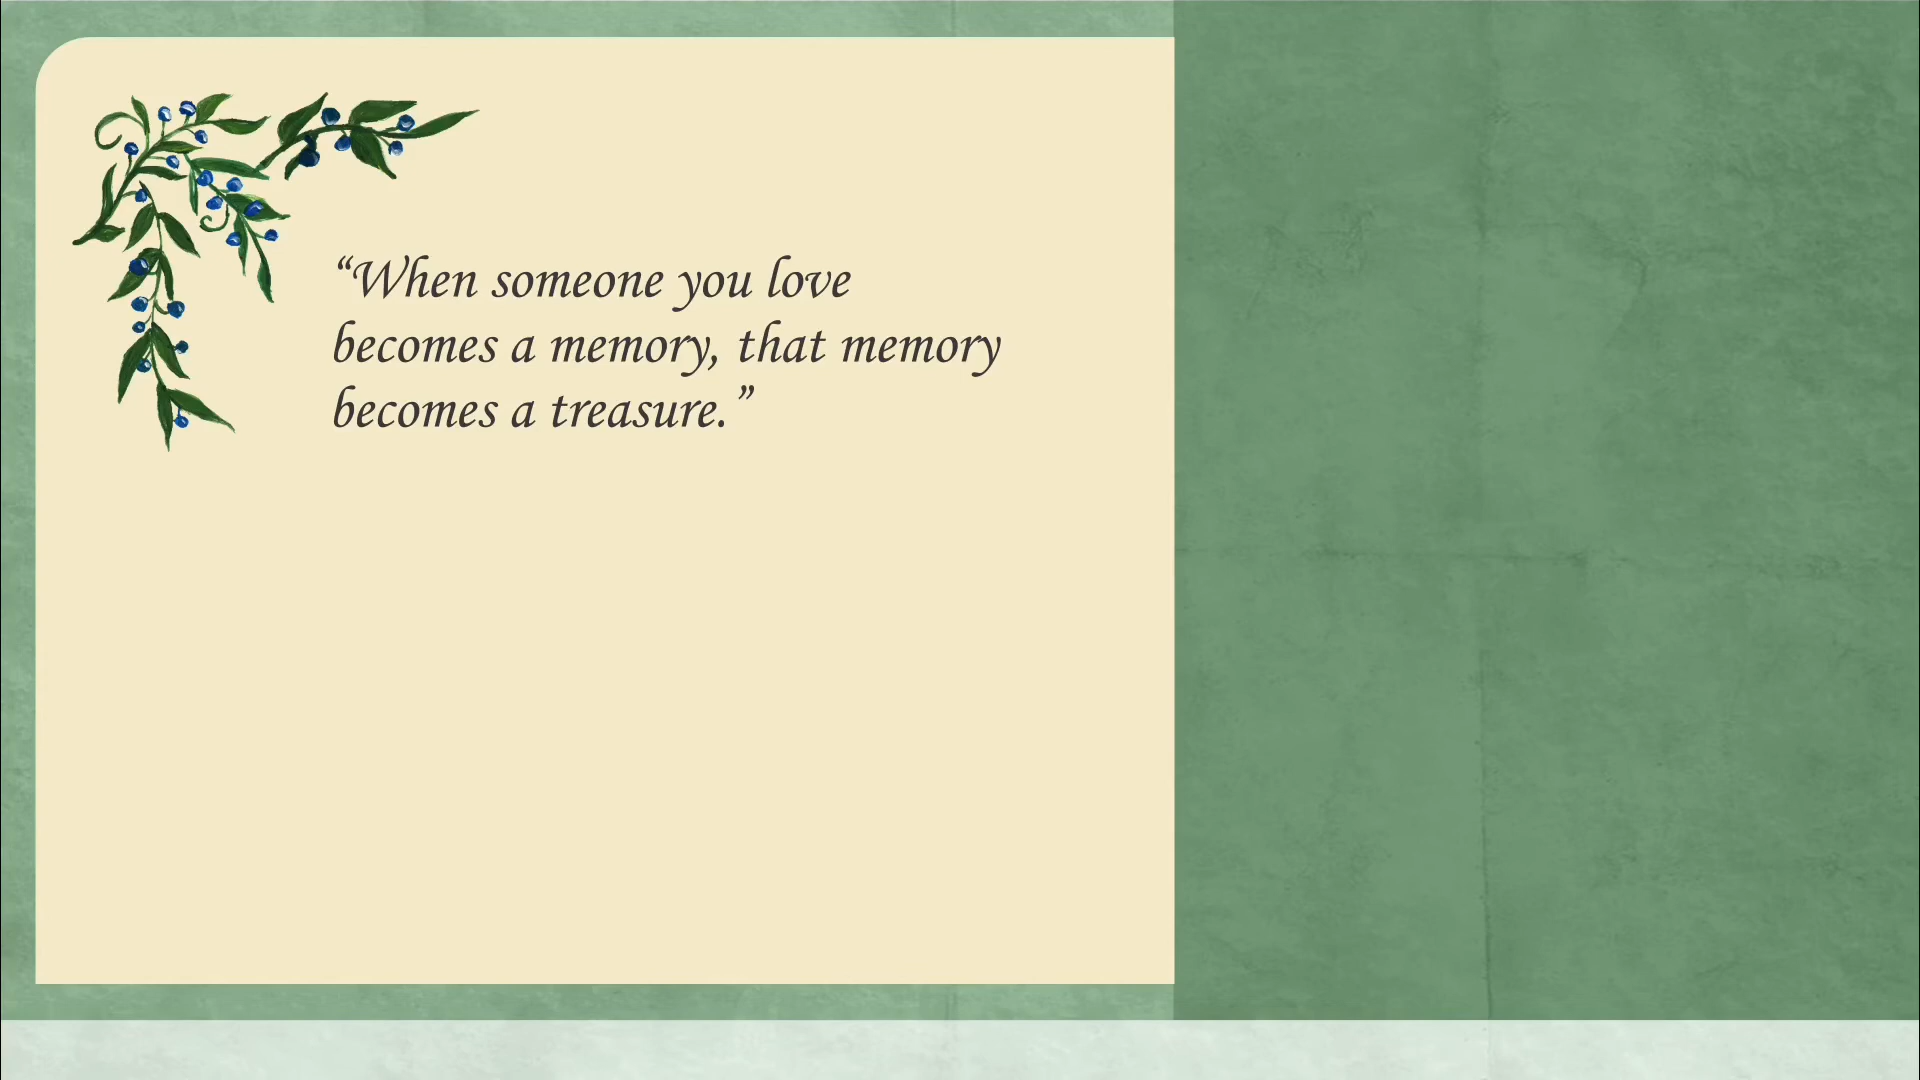 “When someone you love
becomes a memory, that memory
becomes a treasure.”